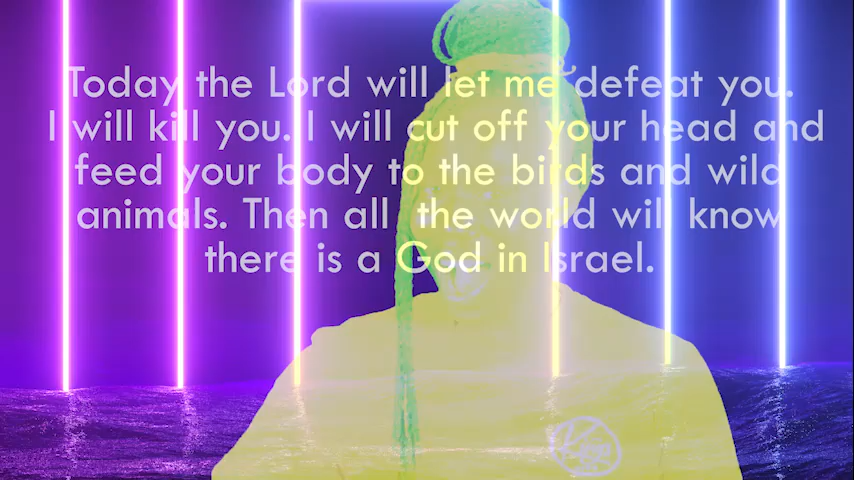 Today the Lord will let me defeat you.
I will kill you. I will cut off your head and
feed your body to the birds and wild
animals. Then all the world will know
there is a God in Israel.